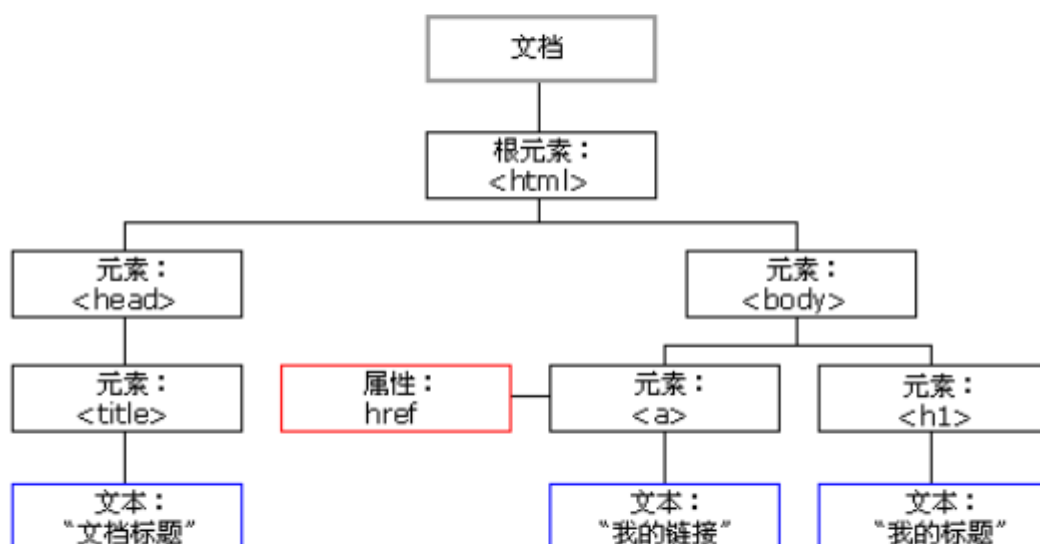 文档
根元素：
<html>
元素：
<head>
元素：
<body>
元素：
<title>
属性：
href
元素：
<a>
元素：
<h1>
文本：
“文档标题”
文本：
“我的链接”
文本：
“我的标题”